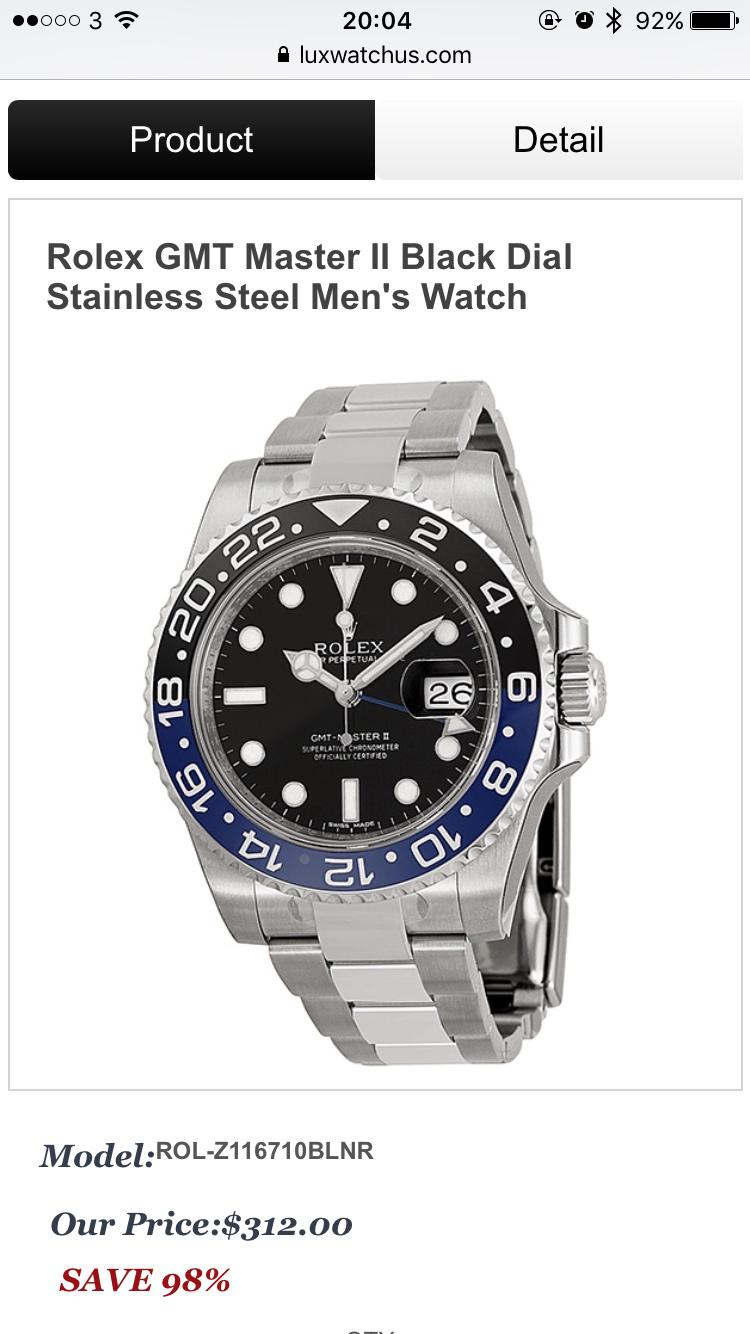 3 20:04 92%
luxwatchus.com
Product Detail
Rolex GMT Master II Black Dial
Stainless Steel Men's Watch
22 2
20 4
18 6
16 8
14 12 10
ROLEX
PERPETUAL
26
GMT-MASTER II
SUPERLATIVE CHRONOMETER
OFFICIALLY CERTIFIED
SWISS MADE
Model:ROL-Z116710BLNR
Our Price:$312.00
SAVE 98%